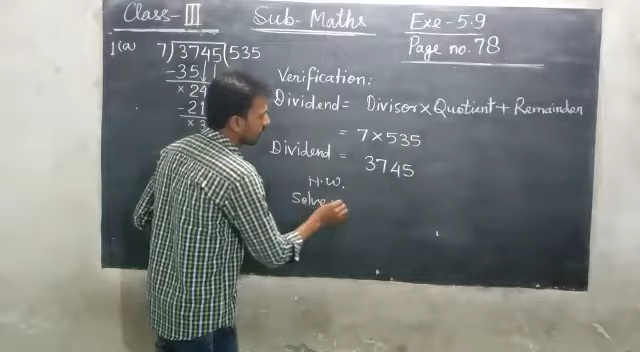 Class-III Sub- Maths Exe-5.9
Page no. 78
1(a) 7) 3745 (535
-35
× 24
-21
× 3
Verification:
Dividend = Divisor × Quotient + Remainder
= 7 × 535
Dividend = 3745
H.W.
Solve